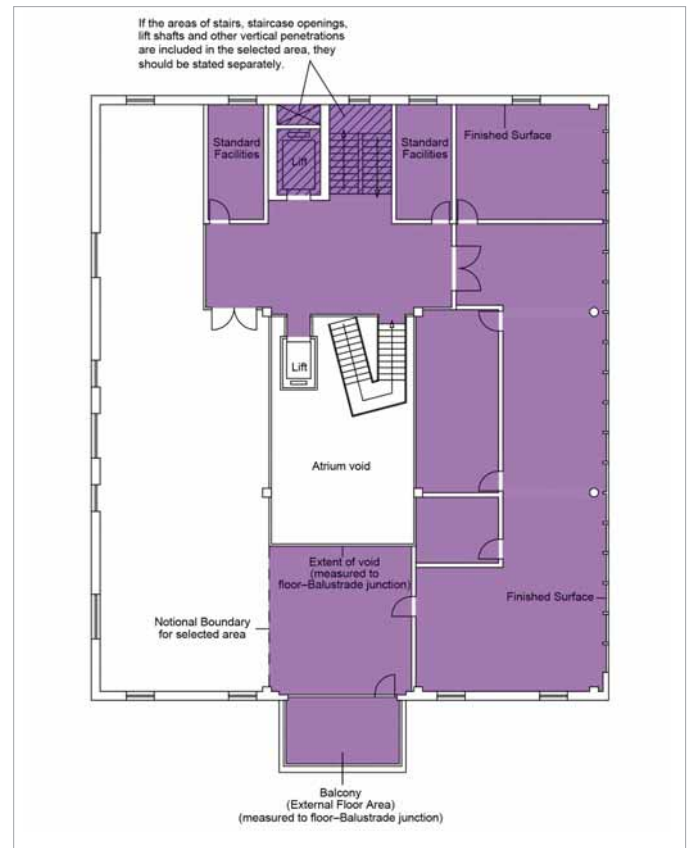 If the areas of stairs, staircase openings,
lift shafts and other vertical penetrations
are included in the selected area, they
should be stated separately.
Standard
Facilities
Lift
Standard
Facilities
Finished Surface
Lift
Atrium void
Extent of void
(measured to
floor–Balustrade junction)
Finished Surface
Notional Boundary
for selected area
Balcony
(External Floor Area)
(measured to floor–Balustrade junction)